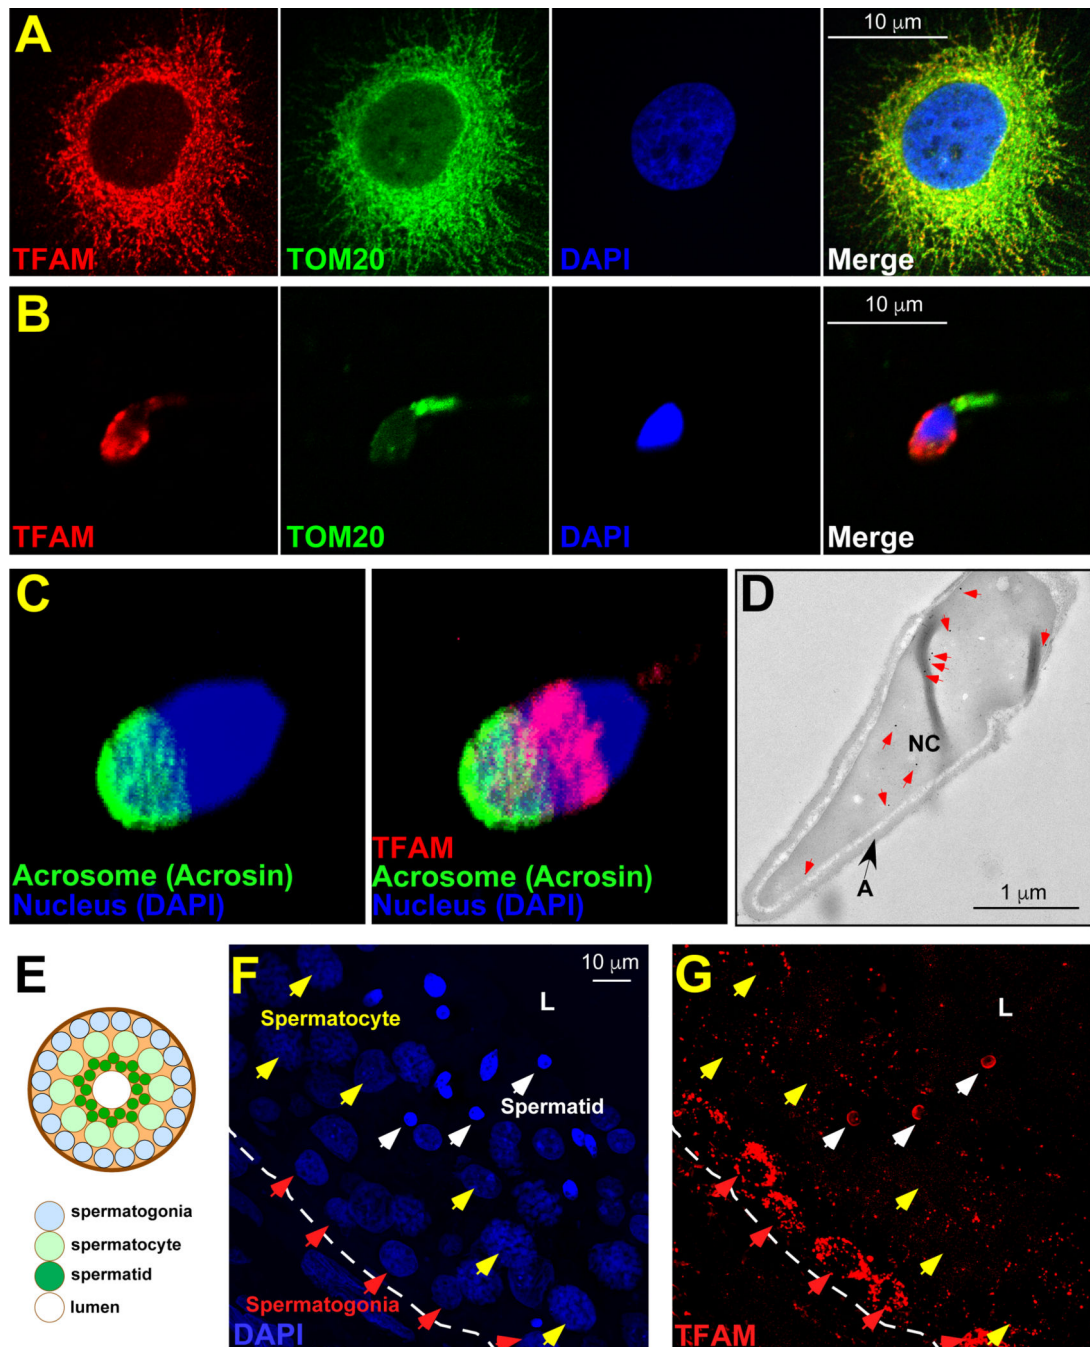 A
10 μm
TFAM
TOM20
DAPI
Merge
B
10 μm
TFAM
TOM20
DAPI
Merge
C
Acrosome (Acrosin)
Nucleus (DAPI)
TFAM
Acrosome (Acrosin)
Nucleus (DAPI)
D
NC
A
1 μm
E
spermatogonia
spermatocyte
spermatid
lumen
F
10 μm
L
Spermatocyte
Spermatid
Spermatogonia
DAPI
G
L
TFAM